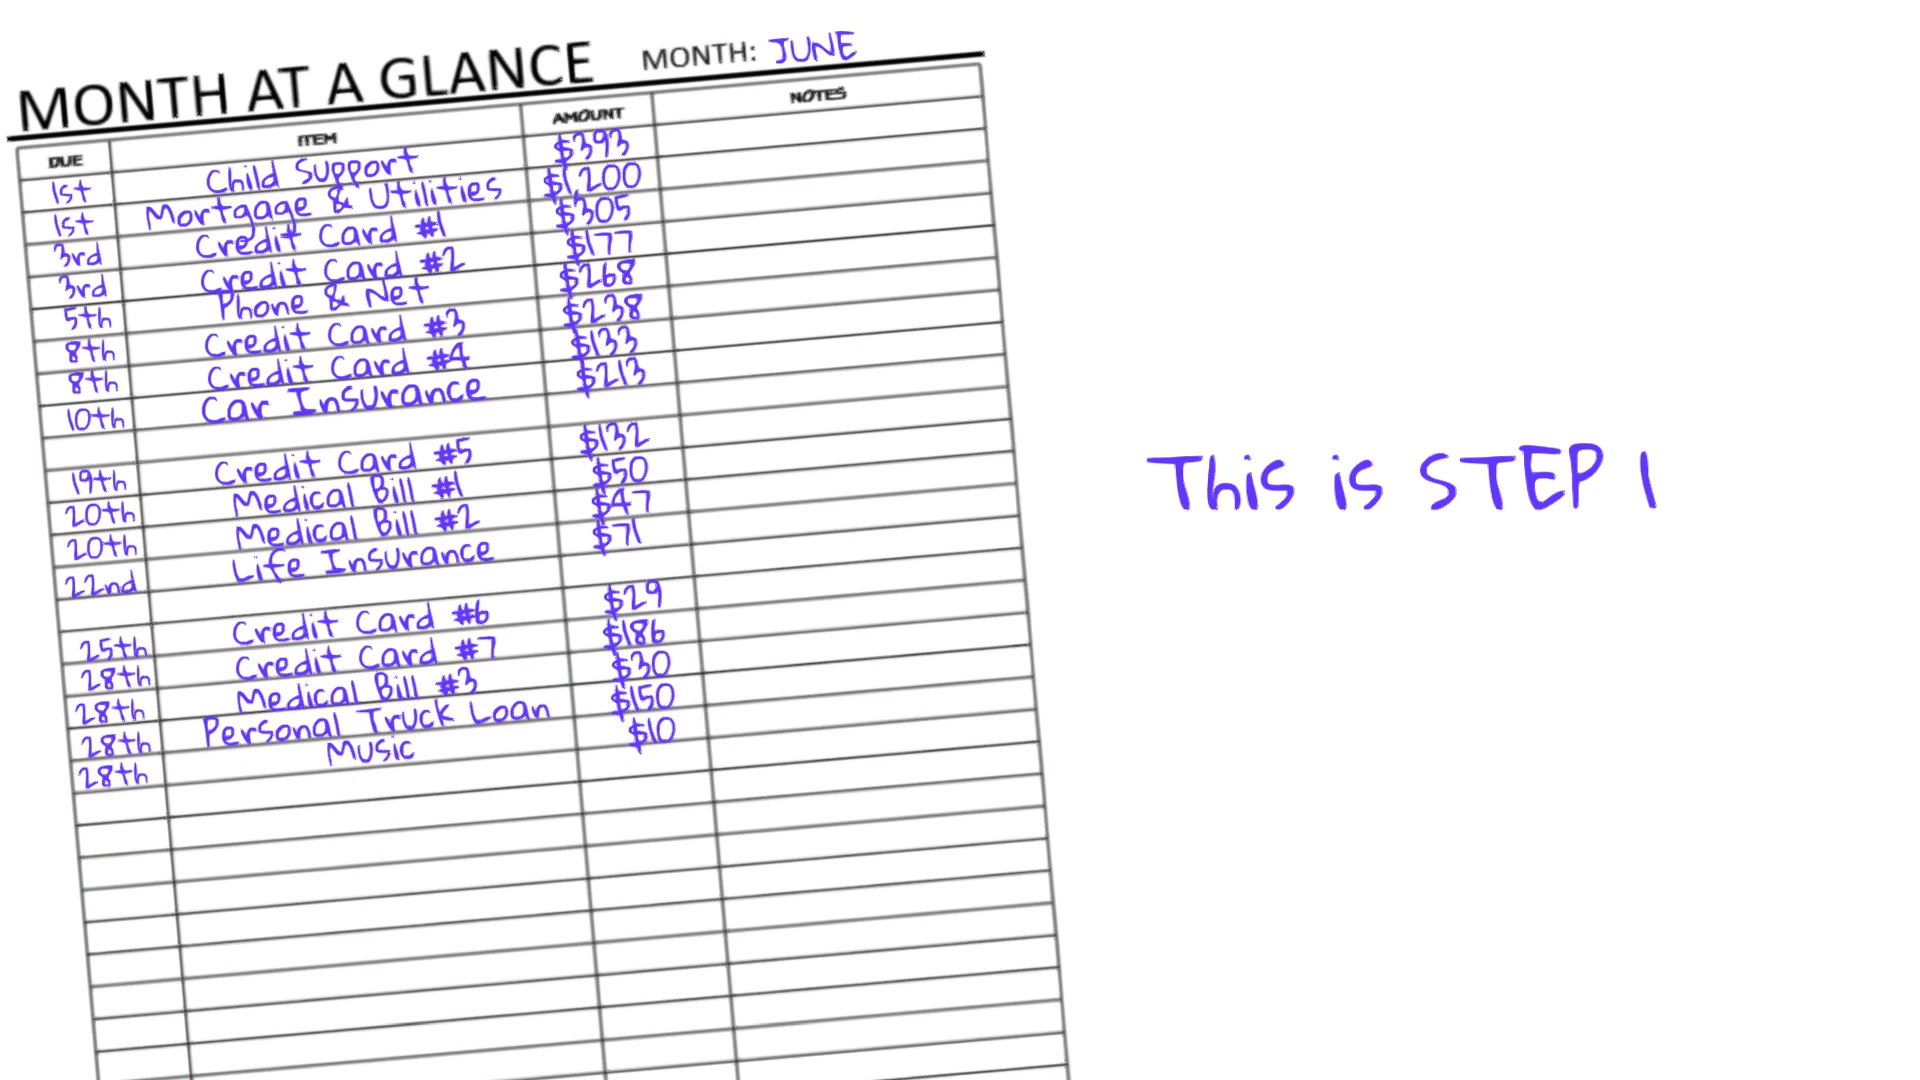 MONTH AT A GLANCE MONTH: JUNE
DUE ITEM AMOUNT NOTES
1st Child Support $393
1st Mortgage & Utilities $1,200
3rd Credit Card #1 $305
3rd Credit Card #2 $177
5th Phone & Net $268
8th Credit Card #3 $238
8th Credit Card #4 $133
10th Car Insurance $213
19th Credit Card #5 $132
20th Medical Bill #1 $50
20th Medical Bill #2 $47
22nd Life Insurance $71
25th Credit Card #6 $29
28th Credit Card #7 $186
28th Medical Bill #3 $30
28th Personal Truck Loan $150
28th Music $10
This is STEP 1